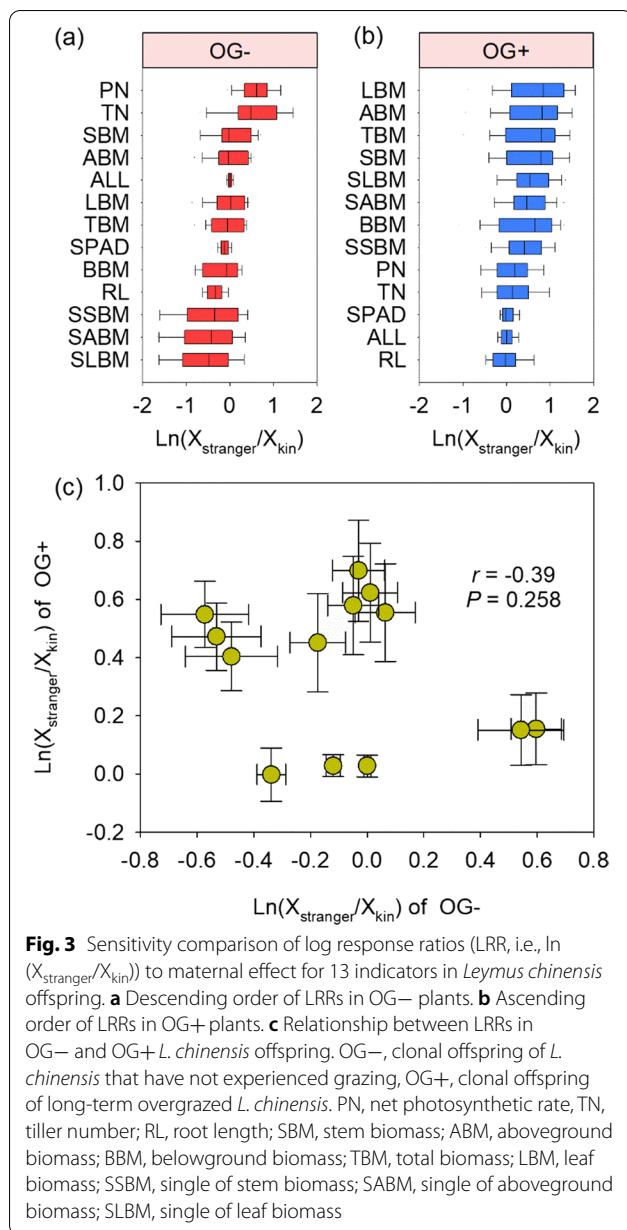 (a)
OG-
PN
TN
SBM
ABM
ALL
LBM
TBM
SPAD
BBM
RL
SSBM
SABM
SLBM
-2 -1 0 1 2
Ln(Xstranger/Xkin)
(b)
OG+
LBM
ABM
TBM
SBM
SLBM
SABM
BBM
SSBM
PN
TN
SPAD
ALL
RL
-2 -1 0 1 2
Ln(Xstranger/Xkin)
(c)
1.0
0.8
0.6
0.4
0.2
0.0
-0.2
Ln(Xstranger/Xkin) of OG+
r = -0.39
P = 0.258
-0.8 -0.6 -0.4 -0.2 0.0 0.2 0.4 0.6 0.8
Ln(Xstranger/Xkin) of OG-
Fig. 3 Sensitivity comparison of log response ratios (LRR, i.e., ln
(Xstranger/Xkin)) to maternal effect for 13 indicators in Leymus chinensis
offspring. a Descending order of LRRs in OG− plants. b Ascending
order of LRRs in OG+ plants. c Relationship between LRRs in
OG− and OG+ L. chinensis offspring. OG−, clonal offspring of L.
chinensis that have not experienced grazing, OG+, clonal offspring
of long-term overgrazed L. chinensis. PN, net photosynthetic rate, TN,
tiller number; RL, root length; SBM, stem biomass; ABM, aboveground
biomass; BBM, belowground biomass; TBM, total biomass; LBM, leaf
biomass; SSBM, single of stem biomass; SABM, single of aboveground
biomass; SLBM, single of leaf biomass